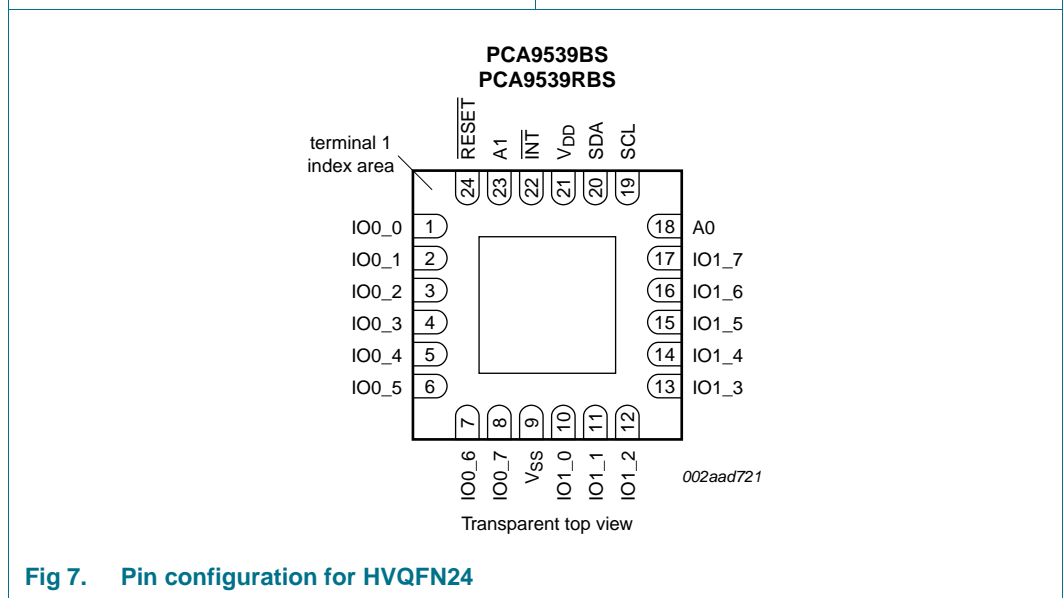 PCA9539BS
PCA9539RBS
terminal 1
index area
RESET
A1
INT
VDD
SDA
SCL
24
23
22
21
20
19
IO0_0 1
18 A0
IO0_1 2
17 IO1_7
IO0_2 3
16 IO1_6
IO0_3 4
15 IO1_5
IO0_4 5
14 IO1_4
IO0_5 6
13 IO1_3
7
8
9
10
11
12
IO0_6
IO0_7
VSS
IO1_0
IO1_1
IO1_2
002aad721
Transparent top view
Fig 7. Pin configuration for HVQFN24